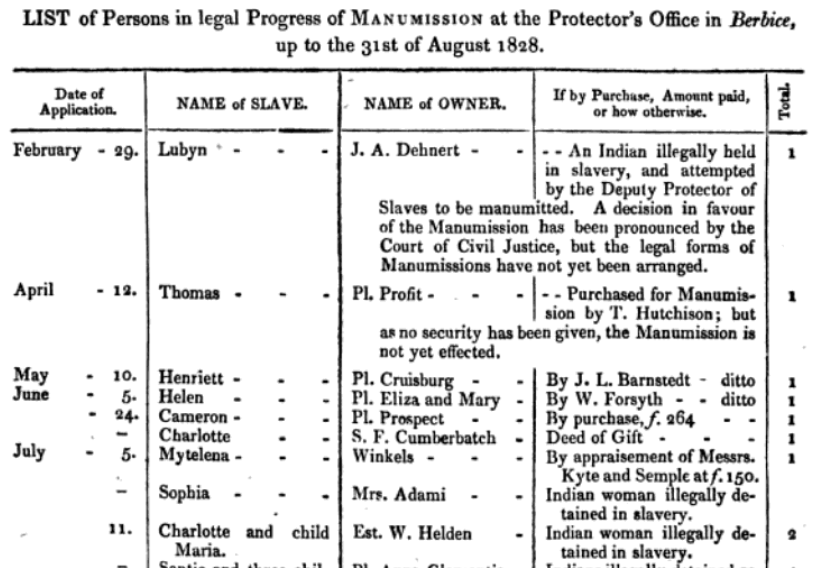 LIST of Persons in legal Progress of MANUMISSION at the Protector's Office in Berbice,
up to the 31st of August 1828.
Date of Application. NAME of SLAVE. NAME of OWNER. If by Purchase, Amount paid, or how otherwise. Total.
February - 29. Lubyn - - - J. A. Dehnert - - - - An Indian illegally held 1
in slavery, and attempted
by the Deputy Protector of
Slaves to be manumitted. A decision in favour
of the Manumission has been pronounced by the
Court of Civil Justice, but the legal forms of
Manumissions have not yet been arranged.
April - 12. Thomas - - - Pl. Profit - - - - - Purchased for Manumis- 1
sion by T. Hutchison; but
as no security has been given, the Manumission is
not yet effected.
May - 10. Henriett - - - Pl. Cruisburg - - By J. L. Barnstedt - ditto 1
June - 5. Helen - - - Pl. Eliza and Mary - By W. Forsyth - - ditto 1
- 24. Cameron - - - Pl. Prospect - - By purchase, f. 264 - - 1
— Charlotte - - S. F. Cumberbatch - Deed of Gift - - - 1
July - 5. Mytelena - - - Winkels - - - By appraisement of Messrs. 1
Kyte and Semple at f. 150.
— Sophia - - - Mrs. Adami - - Indian woman illegally de-
tained in slavery.
11. Charlotte and child Est. W. Helden - Indian woman illegally de- 2
Maria. tained in slavery.